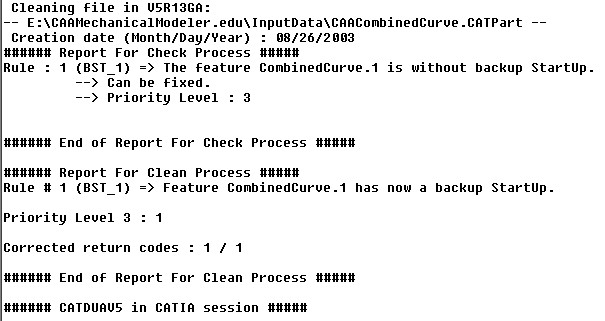 Cleaning file in V5R13GA:
-- E:\CAAMechanicalModeler.edu\InputData\CAACombinedCurve.CATPart --
Creation date (Month/Day/Year) : 08/26/2003
###### Report For Check Process #####
Rule : 1 (BST_1) => The feature CombinedCurve.1 is without backup StartUp.
--> Can be fixed.
--> Priority Level : 3
###### End of Report For Check Process #####
###### Report For Clean Process #####
Rule # 1 (BST_1) => Feature CombinedCurve.1 has now a backup StartUp.
Priority Level 3 : 1
Corrected return codes : 1 / 1
###### End of Report For Clean Process #####
###### CATDUAV5 in CATIA session #####